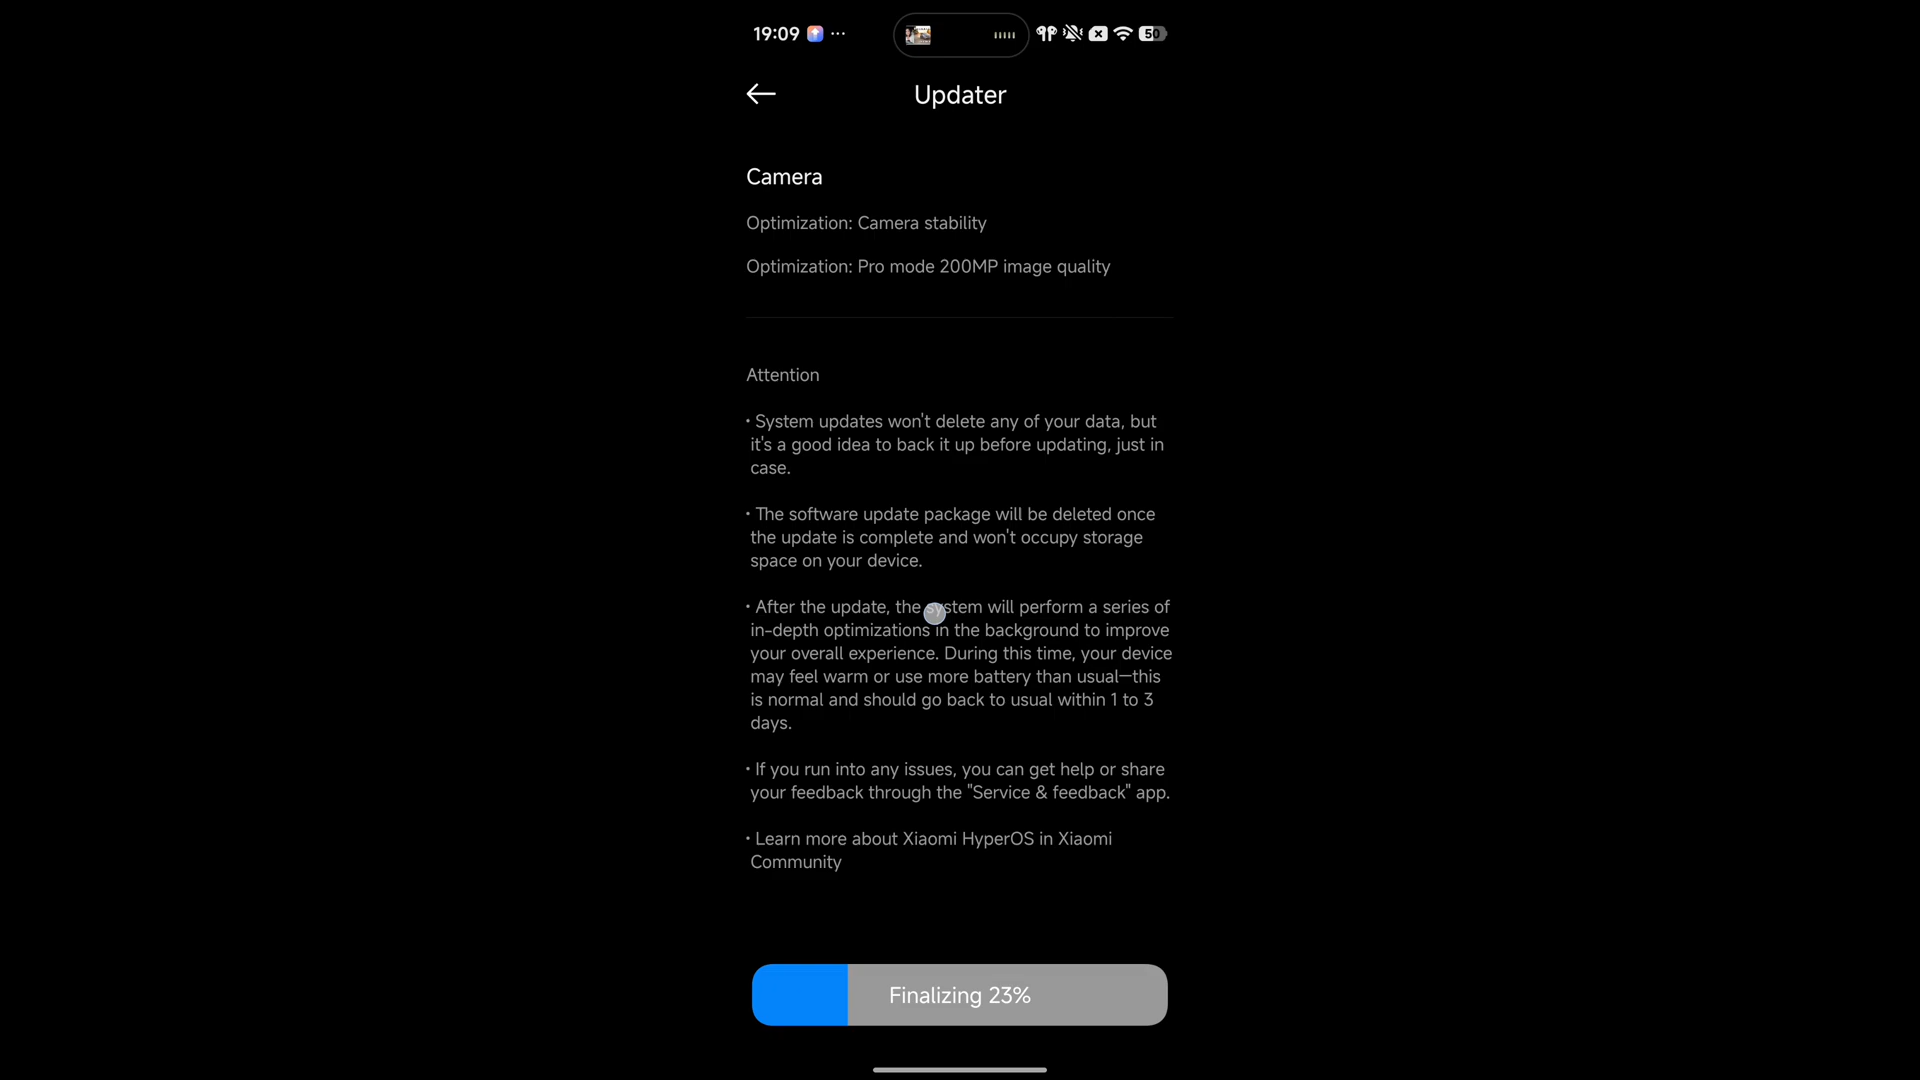 19:09
50
Updater
Camera
Optimization: Camera stability
Optimization: Pro mode 200MP image quality
Attention
• System updates won't delete any of your data, but
it's a good idea to back it up before updating, just in
case.
• The software update package will be deleted once
the update is complete and won't occupy storage
space on your device.
• After the update, the system will perform a series of
in-depth optimizations in the background to improve
your overall experience. During this time, your device
may feel warm or use more battery than usual—this
is normal and should go back to usual within 1 to 3
days.
• If you run into any issues, you can get help or share
your feedback through the "Service & feedback" app.
• Learn more about Xiaomi HyperOS in Xiaomi
Community
Finalizing 23%